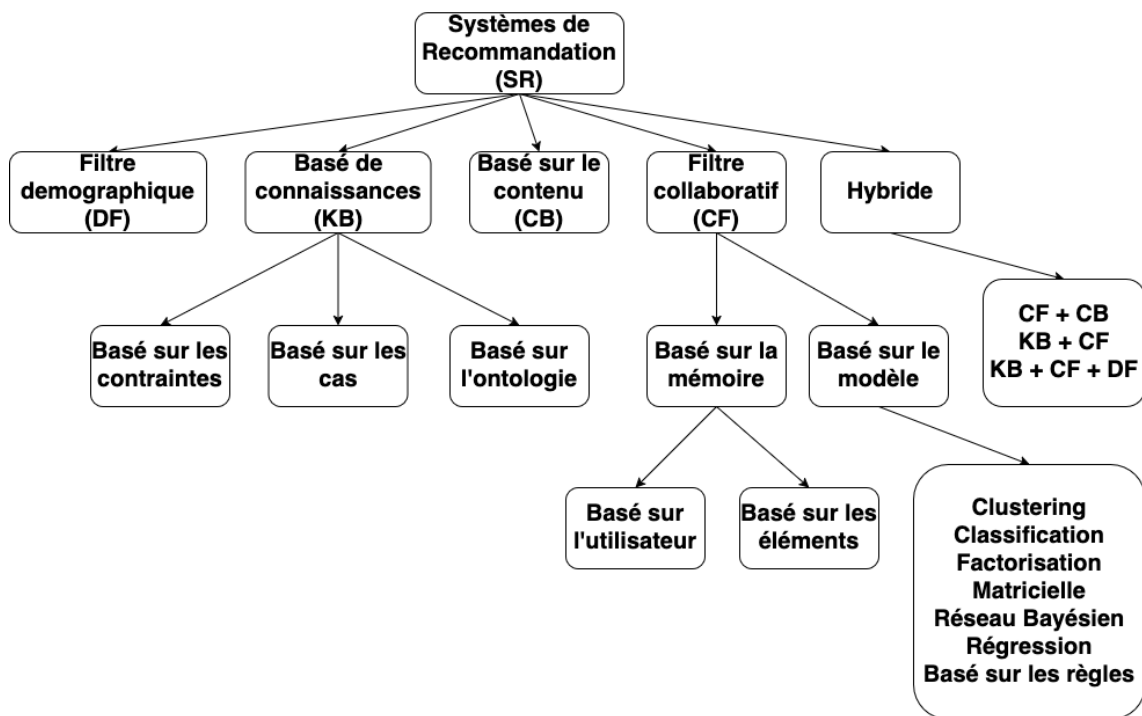 Systèmes de
Recommandation
(SR)
Filtre
demographique
(DF)
Basé de
connaissances
(KB)
Basé sur le
contenu
(CB)
Filtre
collaboratif
(CF)
Hybride
Basé sur les
contraintes
Basé sur les
cas
Basé sur
l'ontologie
Basé sur la
mémoire
Basé sur le
modèle
CF + CB
KB + CF
KB + CF + DF
Basé sur
l'utilisateur
Basé sur les
éléments
Clustering
Classification
Factorisation
Matricielle
Réseau Bayésien
Régression
Basé sur les règles